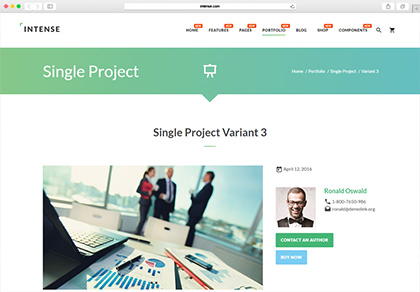 intense.com
INTENSE
NEW NEW NEW NEW NEW NEW
HOME FEATURES PAGES PORTFOLIO BLOG SHOP COMPONENTS
Single Project
Home / Portfolio / Single Project / Variant 3
Single Project Variant 3
April 12, 2016
Ronald Oswald
1-800-7650-986
ronald@demolink.org
CONTACT AN AUTHOR
BUY NOW